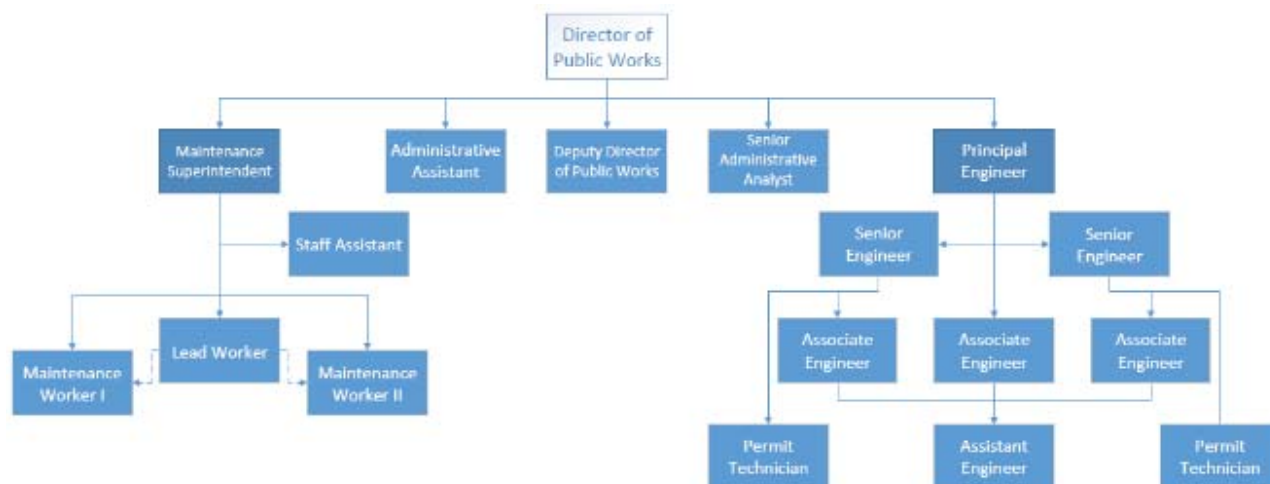 Director of
Public Works
Maintenance
Superintendent
Administrative
Assistant
Deputy Director
of Public Works
Senior
Administrative
Analyst
Principal
Engineer
Staff Assistant
Senior
Engineer
Senior
Engineer
Lead Worker
Maintenance
Worker I
Maintenance
Worker II
Associate
Engineer
Associate
Engineer
Associate
Engineer
Permit
Technician
Assistant
Engineer
Permit
Technician